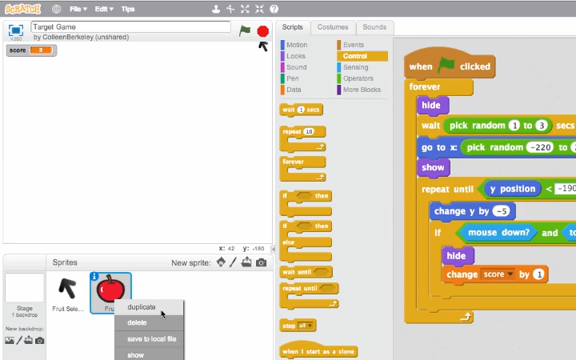 SCRATCH File Edit Tips
Target Game
by ColleenBerkeley (unshared)
score 0
x: 42 y: -180
Sprites New sprite:
Stage
1 backdrop
New backdrop:
Fruit Sele...
duplicate
delete
save to local file
show
Scripts Costumes Sounds
Motion Events
Looks Control
Sound Sensing
Pen Operators
Data More Blocks
wait 1 secs
repeat 10
forever
if then
if then
else
wait until
repeat until
stop all
when I start as a clone
when clicked
forever
hide
wait pick random 1 to 3 secs
go to x: pick random -220 to
show
repeat until y position < -190
change y by -5
if mouse down? and to
hide
change score by 1